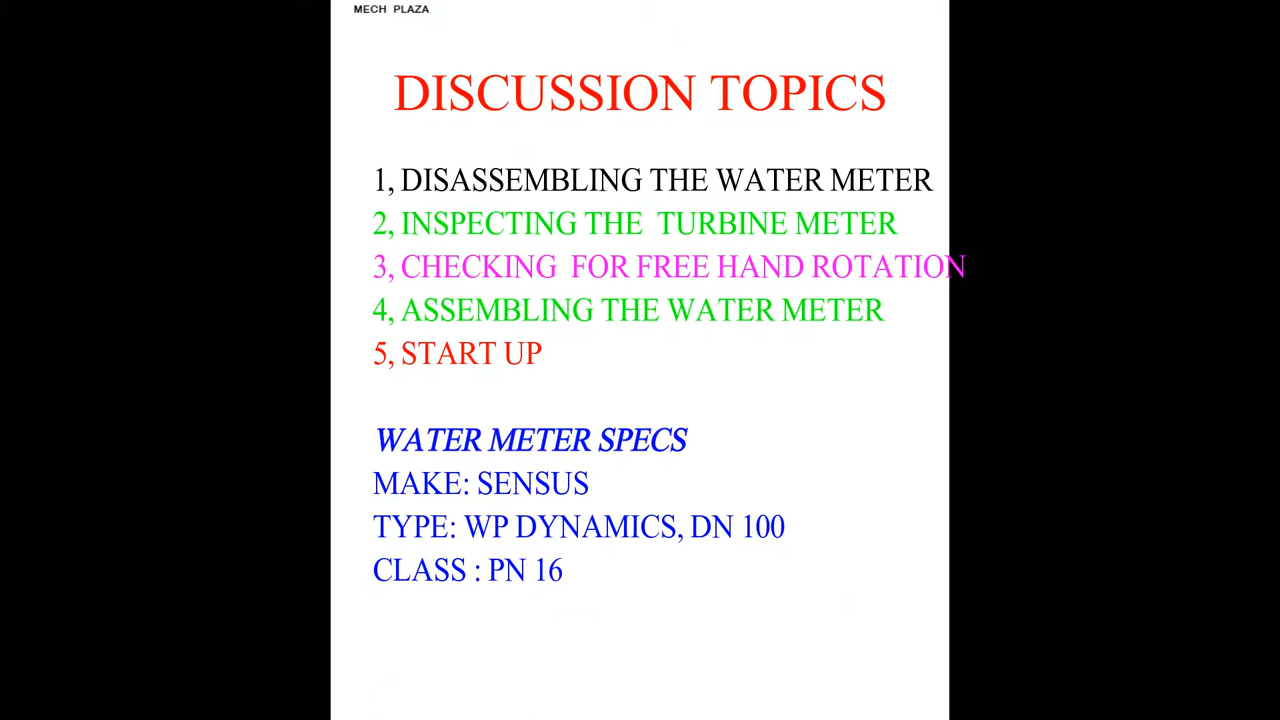 MECH PLAZA
DISCUSSION TOPICS
1, DISASSEMBLING THE WATER METER
2, INSPECTING THE TURBINE METER
3, CHECKING FOR FREE HAND ROTATION
4, ASSEMBLING THE WATER METER
5, START UP
WATER METER SPECS
MAKE: SENSUS
TYPE: WP DYNAMICS, DN 100
CLASS : PN 16